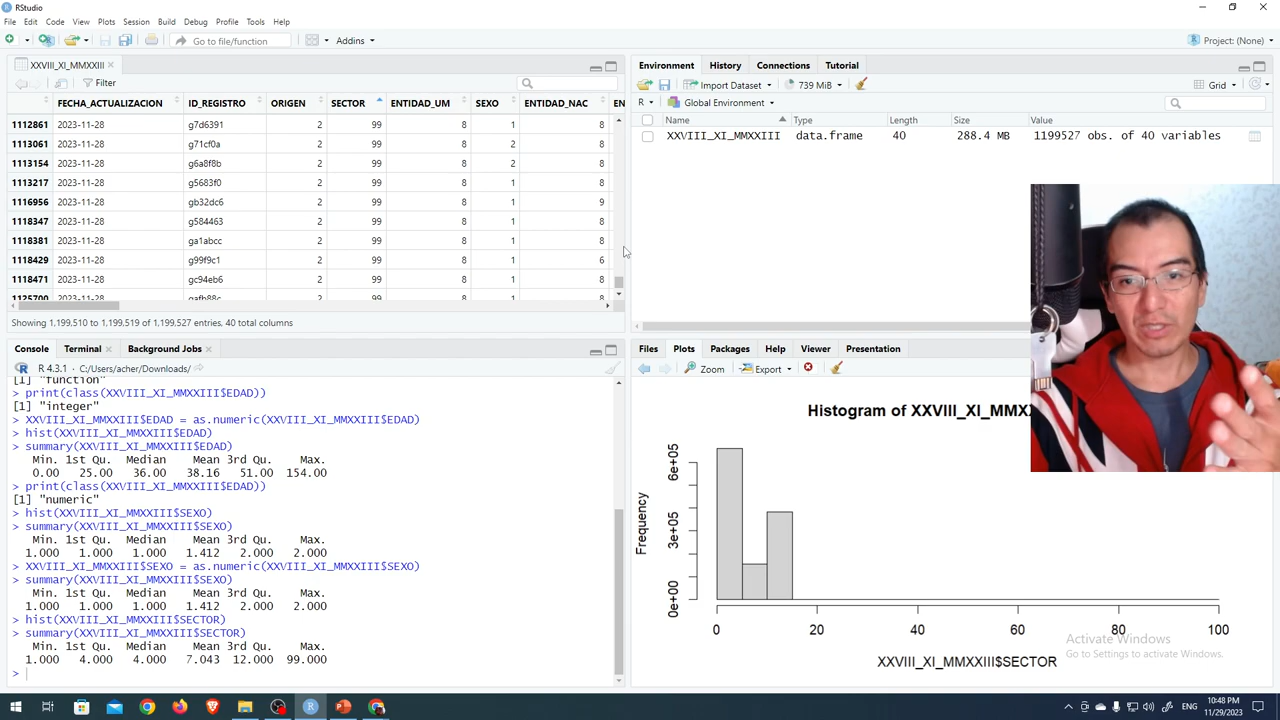 RStudio
File Edit Code View Plots Session Build Debug Profile Tools Help
Go to file/function
Addins
Project: (None)
XXVIII_XI_MMXXIII
Filter
FECHA_ACTUALIZACION ID_REGISTRO ORIGEN SECTOR ENTIDAD_UM SEXO ENTIDAD_NAC EN
1112861 2023-11-28 g7d6391 2 99 8 1 8
1113061 2023-11-28 g71cf0a 2 99 8 2 8
1113154 2023-11-28 g6a8f8b 2 99 8 2 8
1113217 2023-11-28 g5683f0 2 99 8 1 8
1116956 2023-11-28 gb32dc6 2 99 8 1 9
1118347 2023-11-28 g584463 2 99 8 1 8
1118381 2023-11-28 ga1abcc 2 99 8 1 8
1118429 2023-11-28 g99f9c1 2 99 8 1 6
1118471 2023-11-28 gc94eb6 2 99 8 1 8
1125700 2023-11-28 gafb88c 2 99 8 1 8
Showing 1,199,510 to 1,199,519 of 1,199,527 entries, 40 total columns
Console Terminal Background Jobs
R 4.3.1 · C:/Users/acher/Downloads/
[1] "function"
> print(class(XXVIII_XI_MMXXIII$EDAD))
[1] "integer"
> XXVIII_XI_MMXXIII$EDAD = as.numeric(XXVIII_XI_MMXXIII$EDAD)
> hist(XXVIII_XI_MMXXIII$EDAD)
> summary(XXVIII_XI_MMXXIII$EDAD)
Min. 1st Qu. Median Mean 3rd Qu. Max.
0.00 25.00 36.00 38.16 51.00 154.00
> print(class(XXVIII_XI_MMXXIII$EDAD))
[1] "numeric"
> hist(XXVIII_XI_MMXXIII$SEXO)
> summary(XXVIII_XI_MMXXIII$SEXO)
Min. 1st Qu. Median Mean 3rd Qu. Max.
1.000 1.000 1.000 1.412 2.000 2.000
> XXVIII_XI_MMXXIII$SEXO = as.numeric(XXVIII_XI_MMXXIII$SEXO)
> summary(XXVIII_XI_MMXXIII$SEXO)
Min. 1st Qu. Median Mean 3rd Qu. Max.
1.000 1.000 1.000 1.412 2.000 2.000
> hist(XXVIII_XI_MMXXIII$SECTOR)
> summary(XXVIII_XI_MMXXIII$SECTOR)
Min. 1st Qu. Median Mean 3rd Qu. Max.
1.000 4.000 4.000 7.043 12.000 99.000
>
Environment History Connections Tutorial
Import Dataset 739 MiB Grid
R Global Environment
Name Type Length Size Value
XXVIII_XI_MMXXIII data.frame 40 288.4 MB 1199527 obs. of 40 variables
Files Plots Packages Help Viewer Presentation
Zoom Export
Histogram of XXVIII_XI_MMX
Frequency
0e+00 3e+05 6e+05
0 20 40 60 80 100
XXVIII_XI_MMXXIII$SECTOR
Activate Windows
Go to Settings to activate Windows.
ENG
10:48 PM
11/29/2023